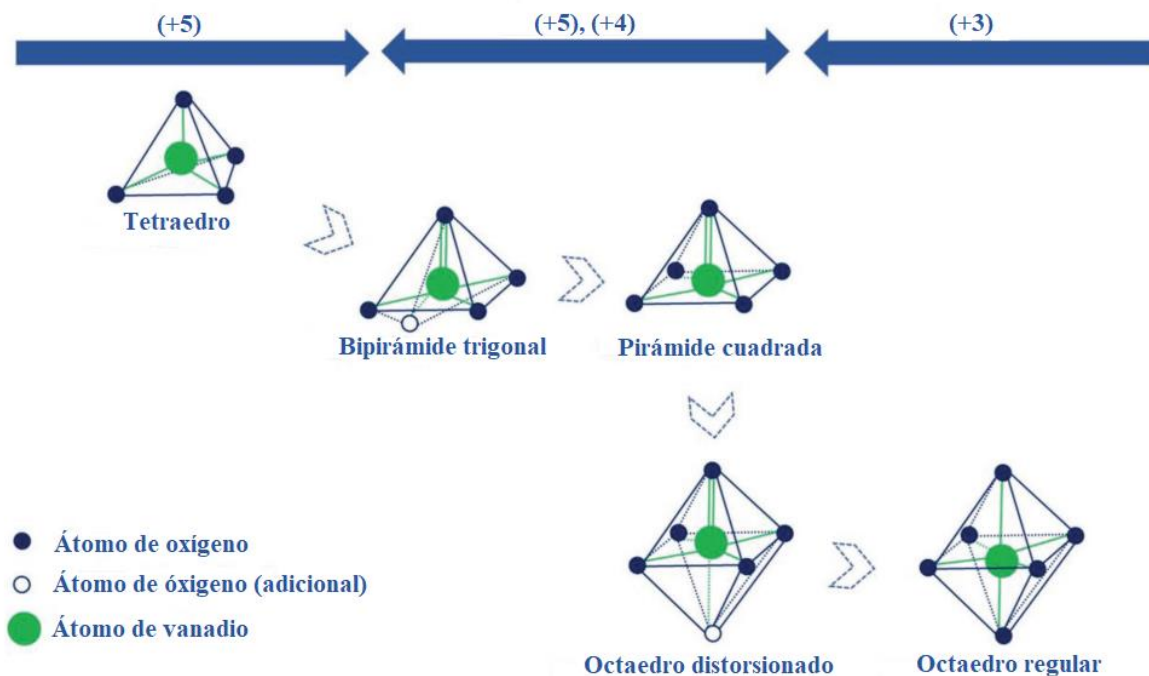 (+5)
(+5), (+4)
(+3)
Tetraedro
Bipirámide trigonal
Pirámide cuadrada
Átomo de oxígeno
Átomo de óxigeno (adicional)
Átomo de vanadio
Octaedro distorsionado
Octaedro regular